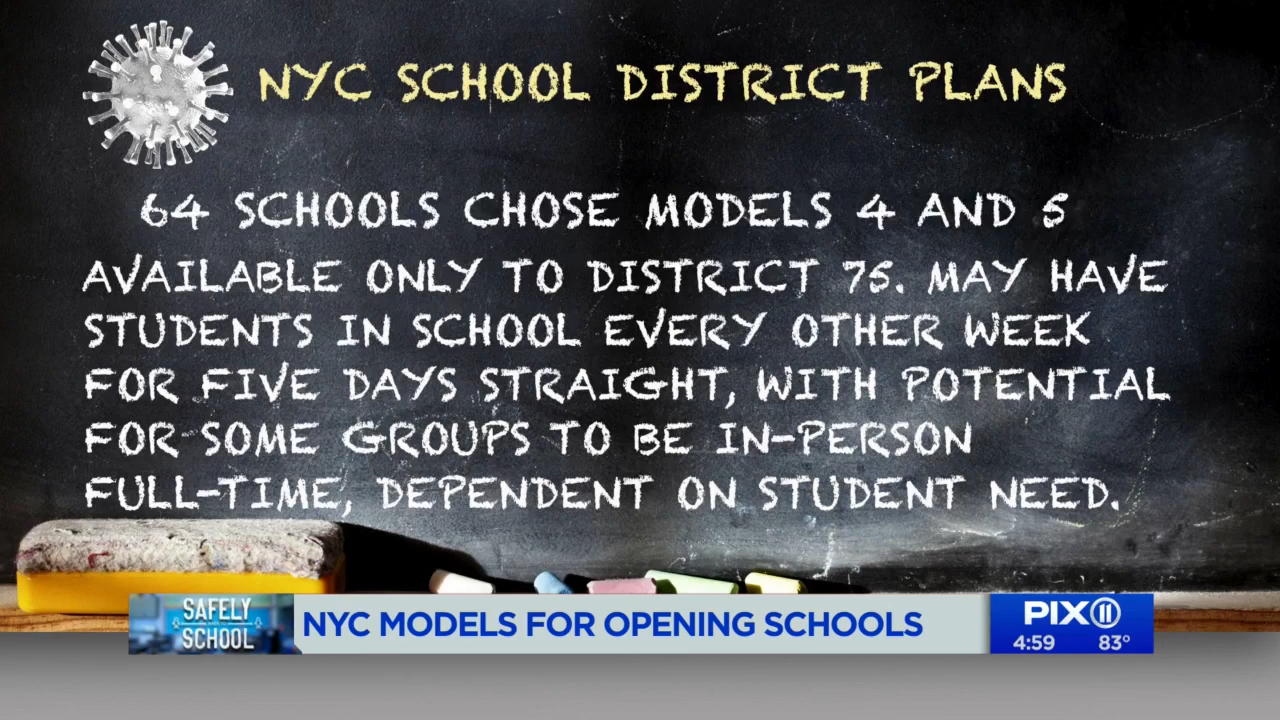 NYC SCHOOL DISTRICT PLANS
64 SCHOOLS CHOSE MODELS 4 AND 5
AVAILABLE ONLY TO DISTRICT 75. MAY HAVE
STUDENTS IN SCHOOL EVERY OTHER WEEK
FOR FIVE DAYS STRAIGHT, WITH POTENTIAL
FOR SOME GROUPS TO BE IN-PERSON
FULL-TIME, DEPENDENT ON STUDENT NEED.
SAFELY
SCHOOL
NYC MODELS FOR OPENING SCHOOLS
PIX 11
4:59 83°